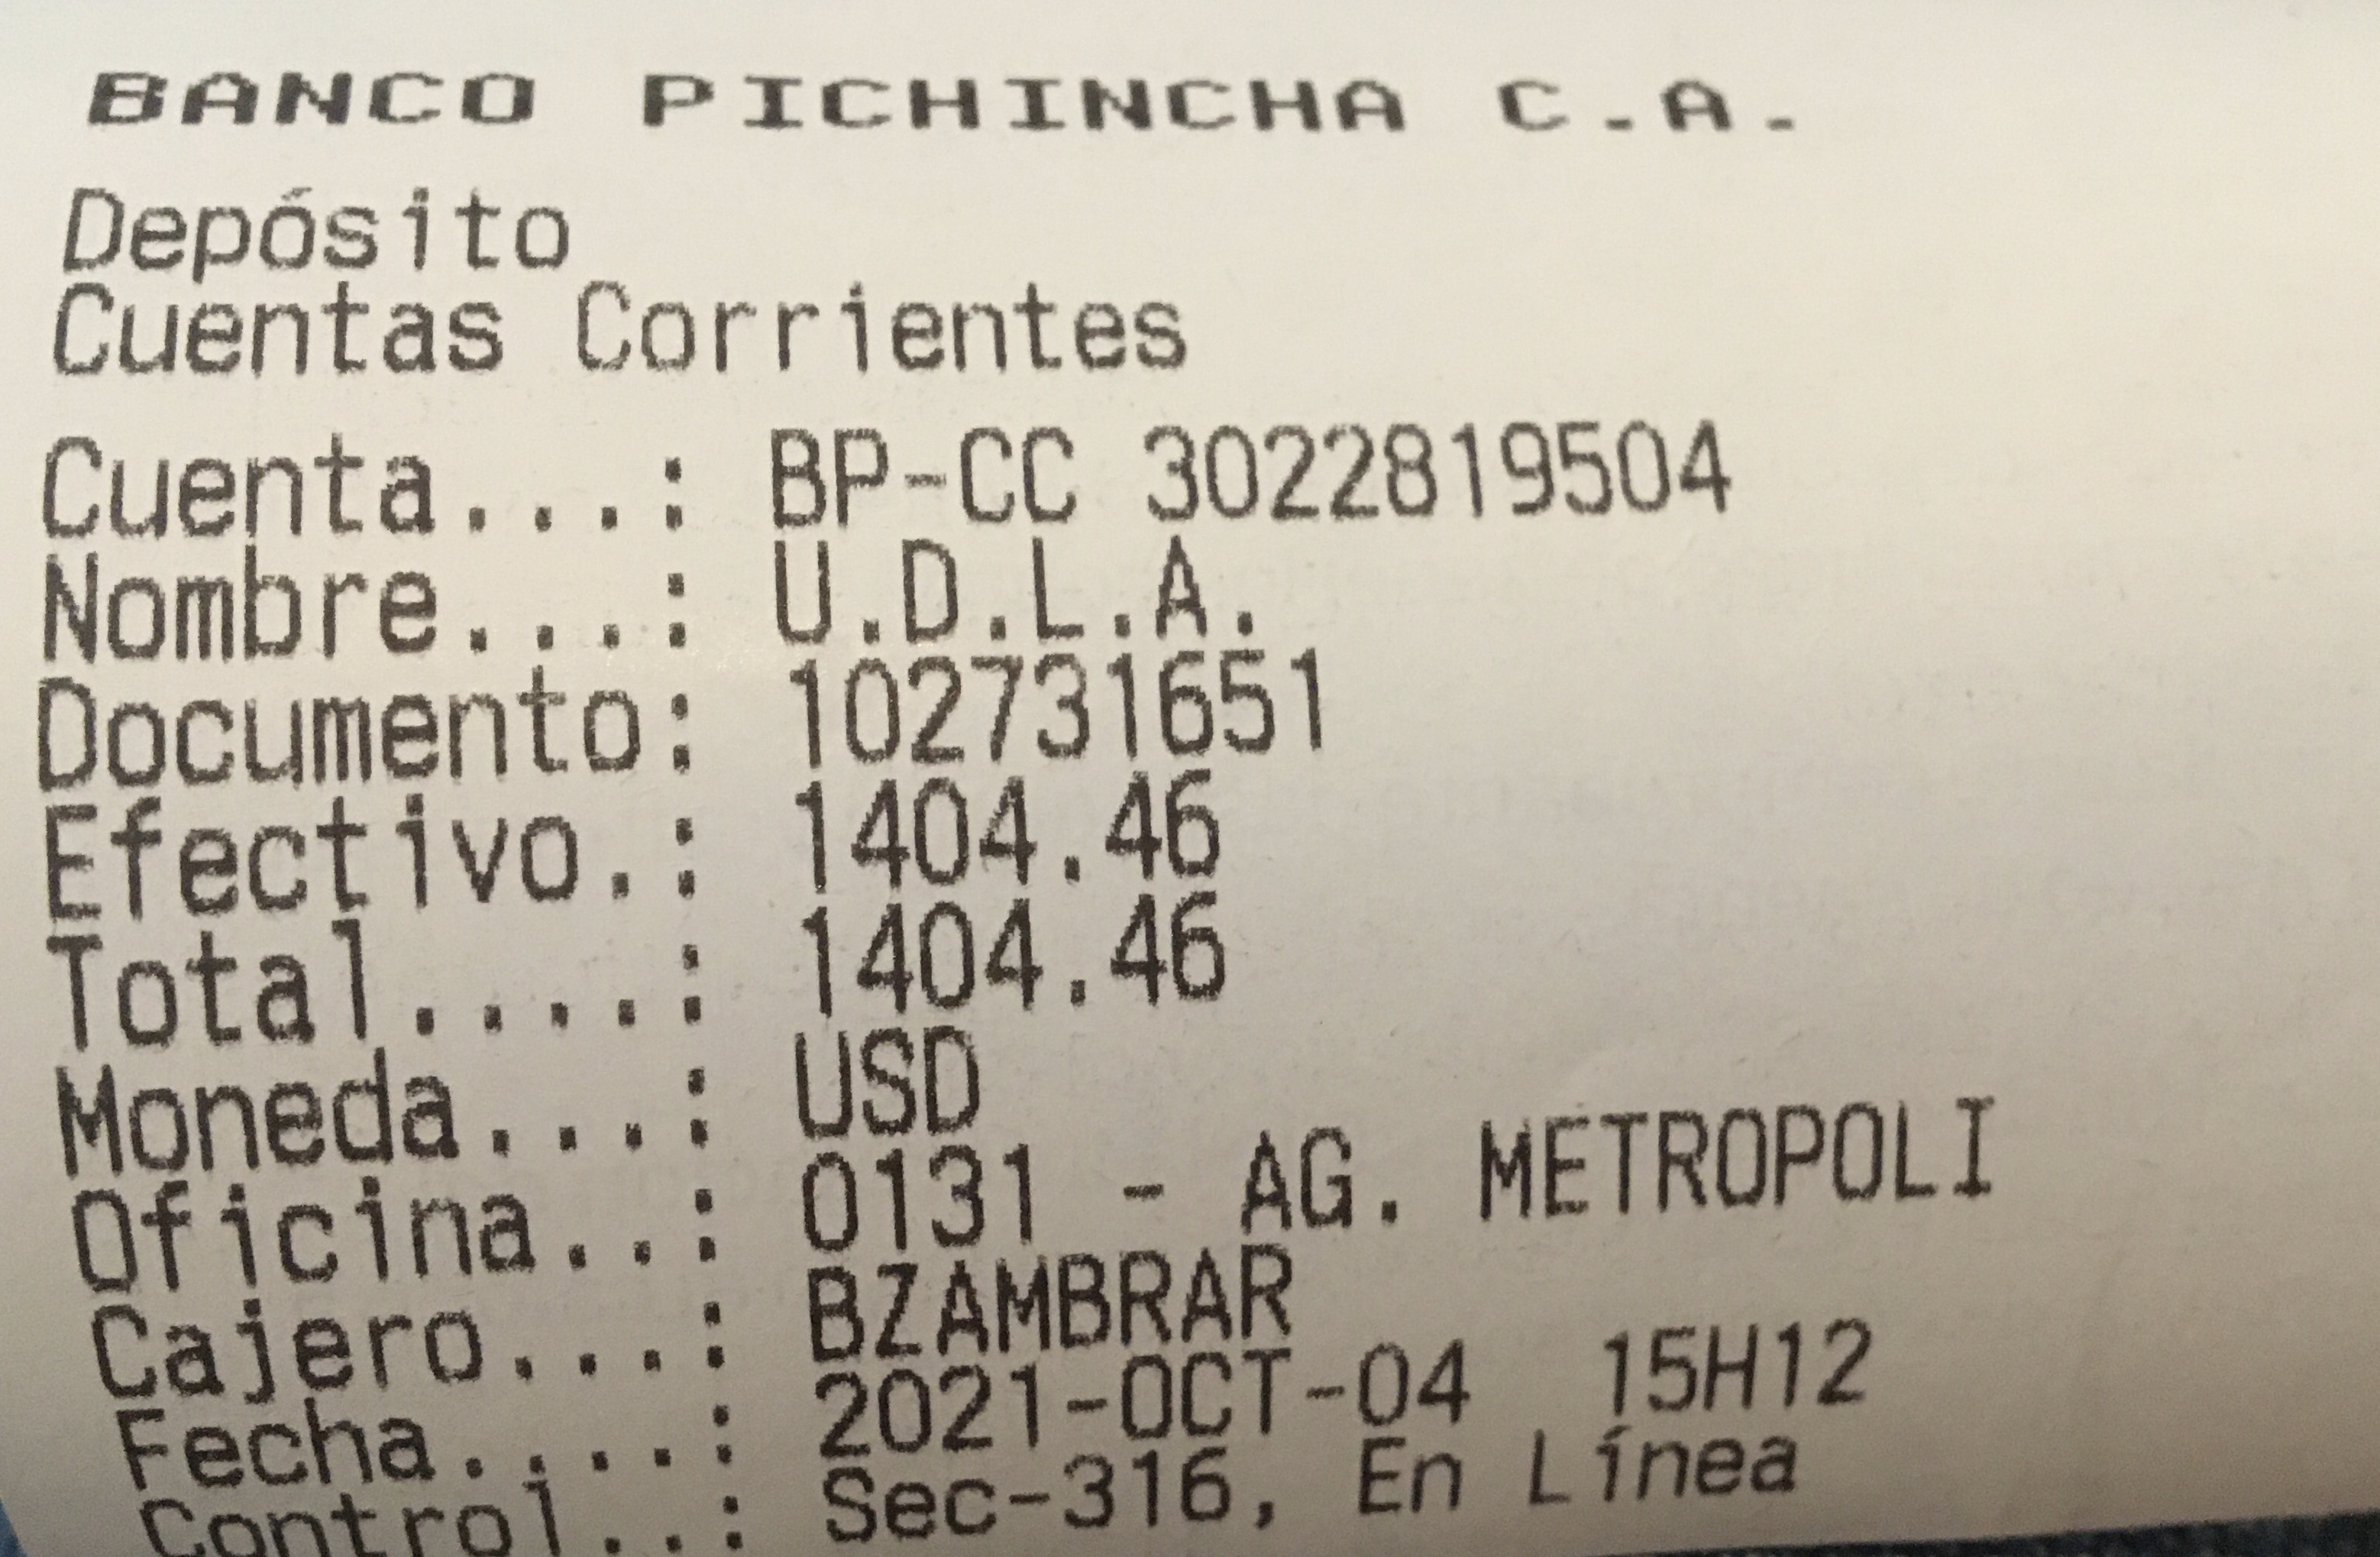 BANCO PICHINCHA C.A.
Depósito
Cuentas Corrientes
Cuenta...: BP-CC 3022819504
Nombre...: U.D.L.A.
Documento: 102731651
Efectivo.: 1404.46
Total....: 1404.46
Moneda...: USD
Oficina..: 0131 - AG. METROPOLI
Cajero...: BZAMBRAR
Fecha....: 2021-OCT-04 15H12
Control..: Sec-316, En Línea